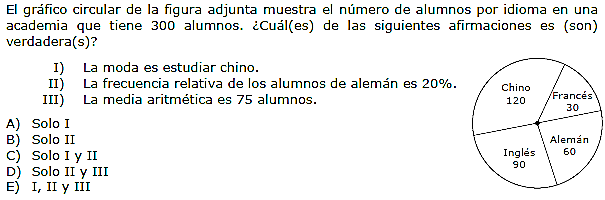 El gráfico circular de la figura adjunta muestra el número de alumnos por idioma en una
academia que tiene 300 alumnos. ¿Cuál(es) de las siguientes afirmaciones es (son)
verdadera(s)?
I) La moda es estudiar chino.
II) La frecuencia relativa de los alumnos de alemán es 20%.
III) La media aritmética es 75 alumnos.
A) Solo I
B) Solo II
C) Solo I y II
D) Solo II y III
E) I, II y III
Chino
120
Francés
30
Alemán
60
Inglés
90